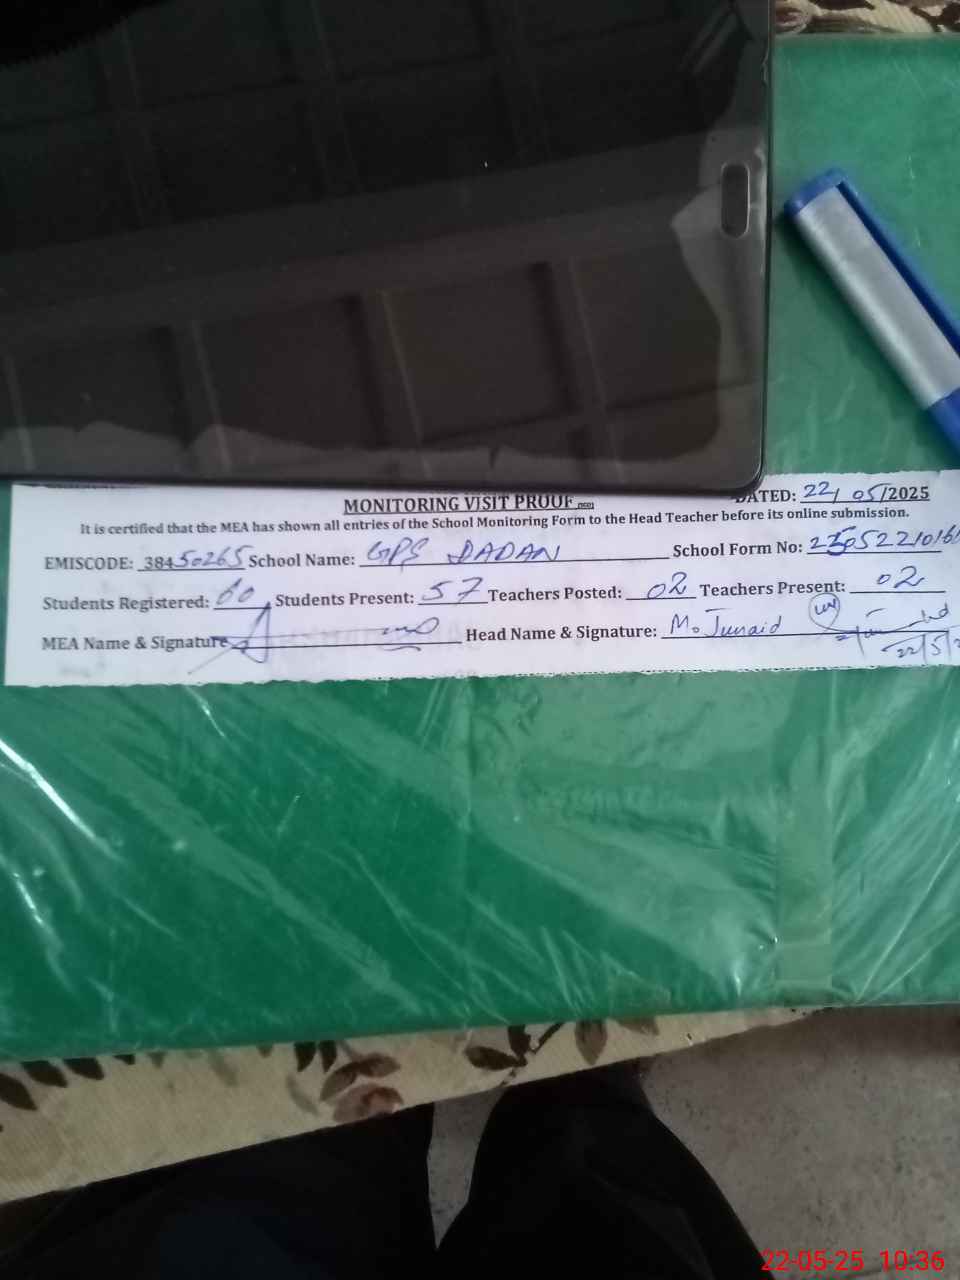 MONITORING VISIT PROOF DATED: 22/05/2025
It is certified that the MEA has shown all entries of the School Monitoring Form to the Head Teacher before its online submission.
EMISCODE: 38450265 School Name: GPS DADAN School Form No:
Students Registered: 60 Students Present: 57 Teachers Posted: 02 Teachers Present: 02
MEA Name & Signature Head Name & Signature: M. Junaid
22/5/2
22-05-25 10:36